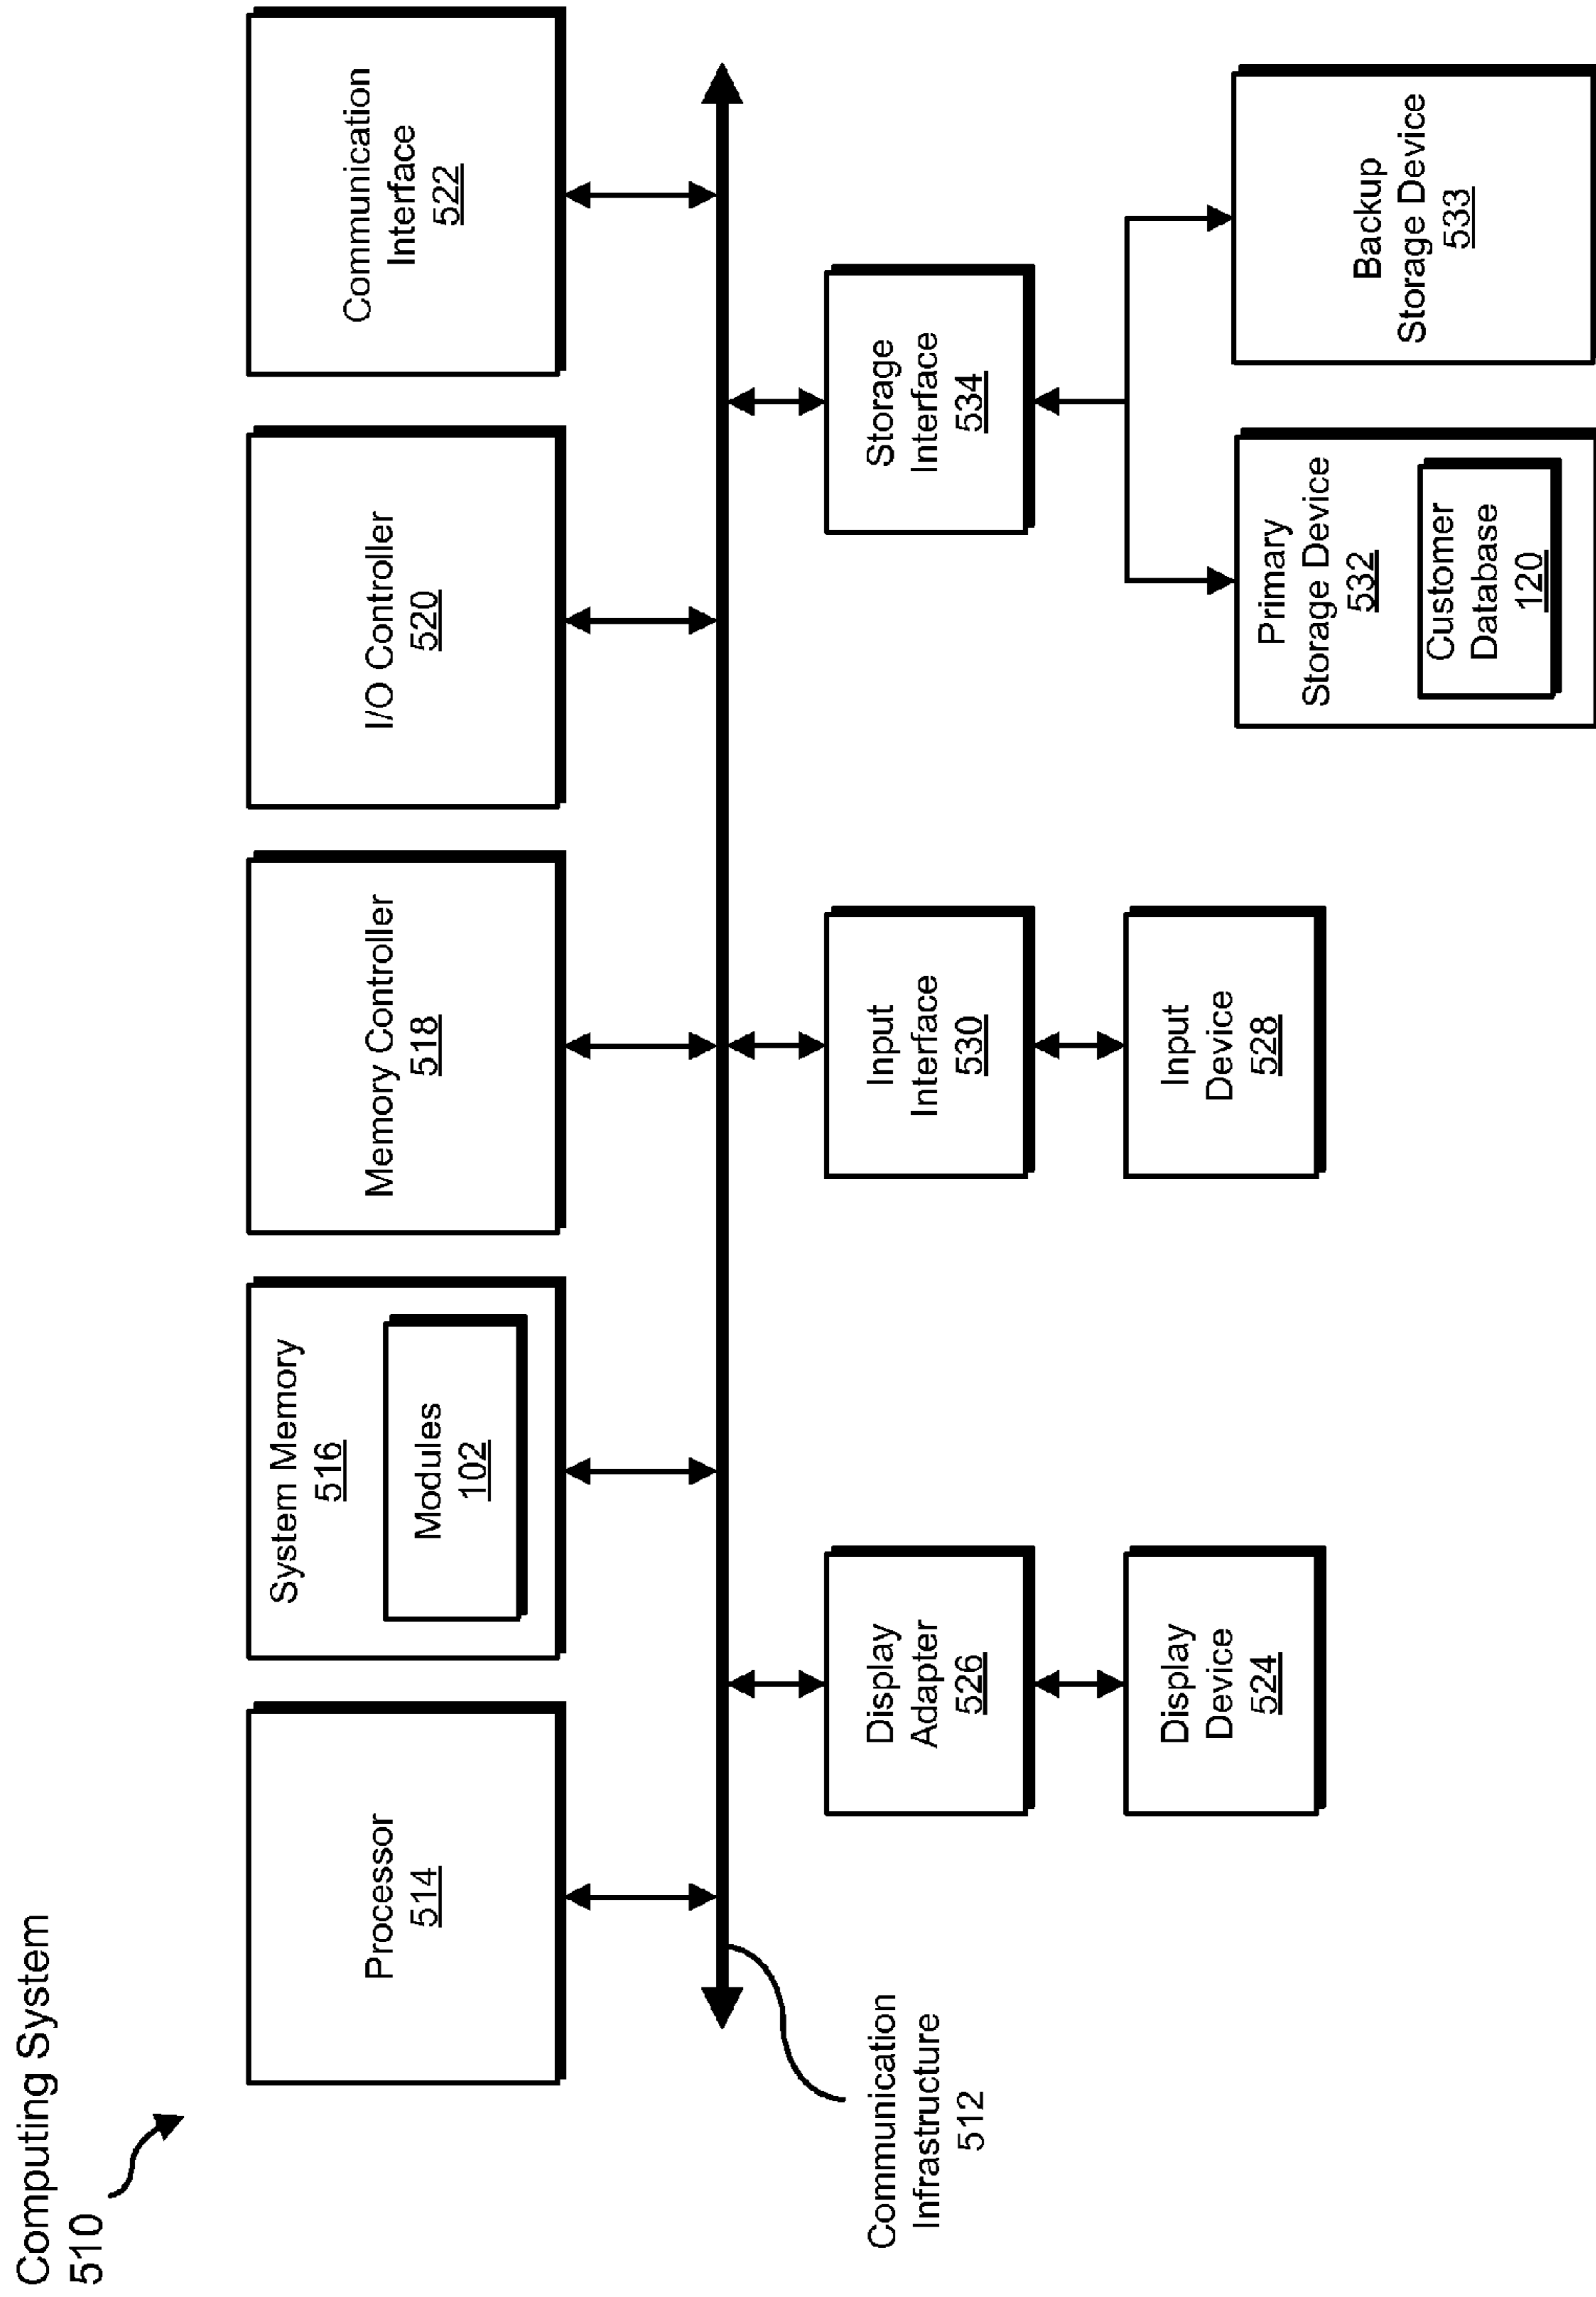 Computing System
510
Processor
514
System Memory
516
Modules
102
Memory Controller
518
I/O Controller
520
Communication
Interface
522
Communication
Infrastructure
512
Display
Adapter
526
Input
Interface
530
Storage
Interface
534
Display
Device
524
Input
Device
528
Primary
Storage Device
532
Customer
Database
120
Backup
Storage Device
533